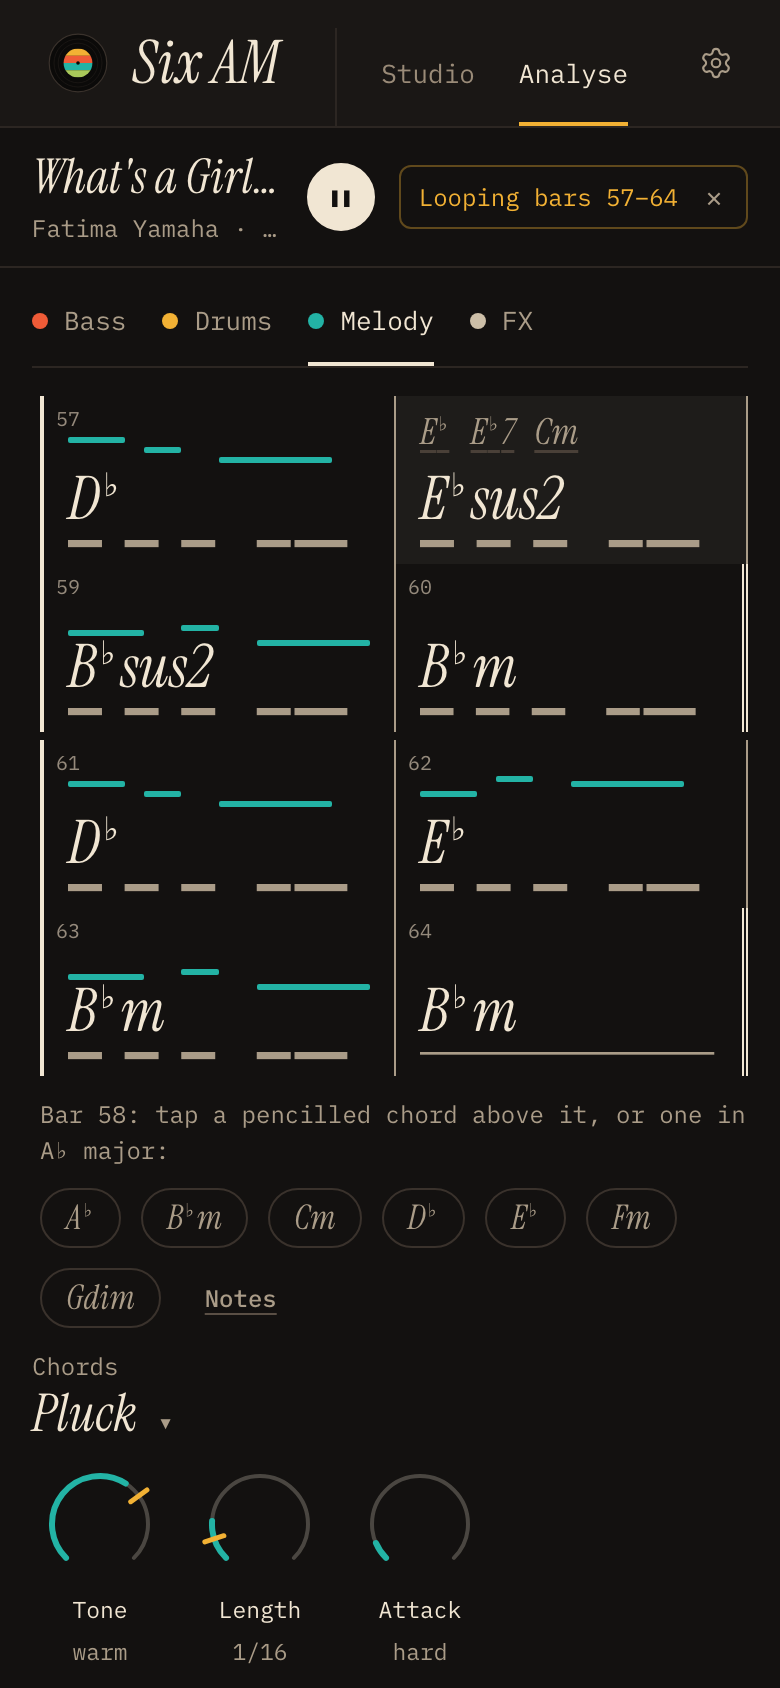 Six AM
Studio Analyse
What's a Girl…
Fatima Yamaha · …
Looping bars 57–64 ×
Bass Drums Melody FX
57
E♭ E♭7 Cm
D♭ E♭sus2
59 60
B♭sus2 B♭m
61 62
D♭ E♭
63 64
B♭m B♭m
Bar 58: tap a pencilled chord above it, or one in
A♭ major:
A♭ B♭m Cm D♭ E♭ Fm
Gdim Notes
Chords
Pluck ▾
Tone Length Attack
warm 1/16 hard